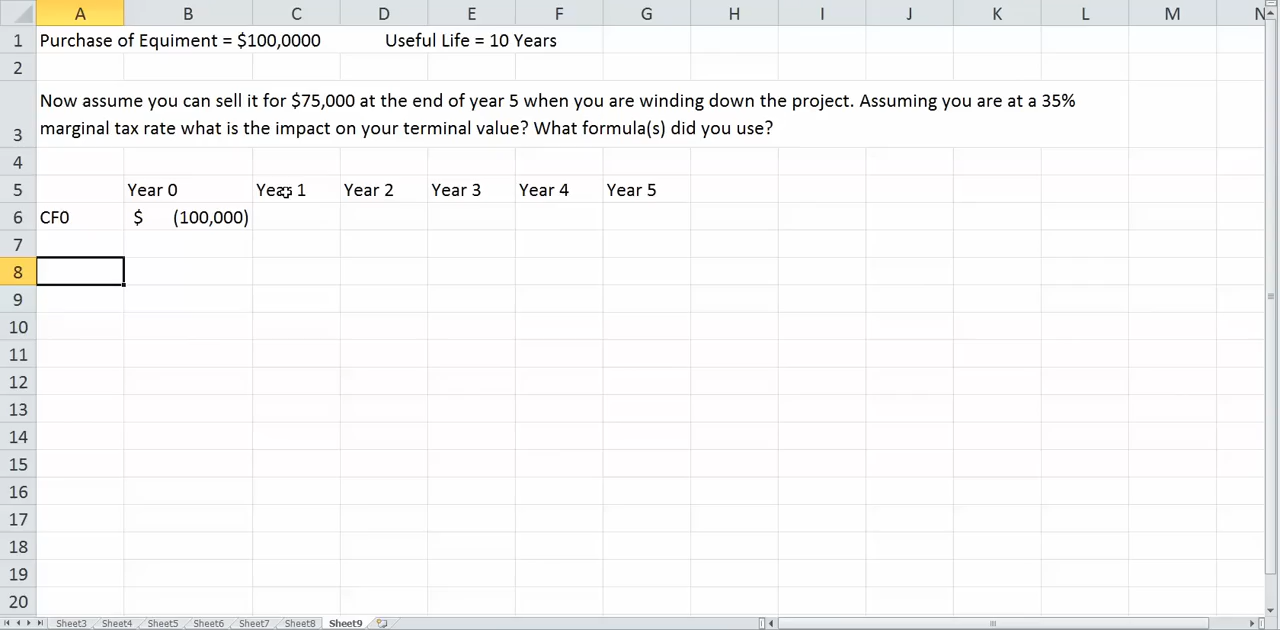 A B C D E F G H I J K L M N
1 Purchase of Equiment = $100,0000 Useful Life = 10 Years
2
Now assume you can sell it for $75,000 at the end of year 5 when you are winding down the project. Assuming you are at a 35%
3 marginal tax rate what is the impact on your terminal value? What formula(s) did you use?
4
5 Year 0 Year 1 Year 2 Year 3 Year 4 Year 5
6 CF0 $ (100,000)
7
8
9
10
11
12
13
14
15
16
17
18
19
20
Sheet3 Sheet4 Sheet5 Sheet6 Sheet7 Sheet8 Sheet9